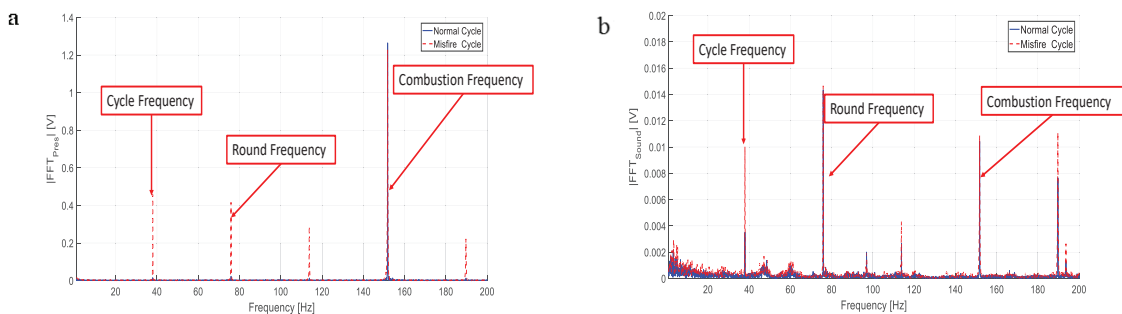 a
1.4
1.2
1
0.8
0.6
0.4
0.2
0
20 40 60 80 100 120 140 160 180 200
Frequency [Hz]
|FFT_Pres| [V]
Normal Cycle
Misfire Cycle
Cycle Frequency
Round Frequency
Combustion Frequency
b
0.02
0.018
0.016
0.014
0.012
0.01
0.008
0.006
0.004
0.002
0.000
20 40 60 80 100 120 140 160 180 200
Frequency [Hz]
|FFT_Sound| [V]
Normal Cycle
Misfire Cycle
Cycle Frequency
Round Frequency
Combustion Frequency